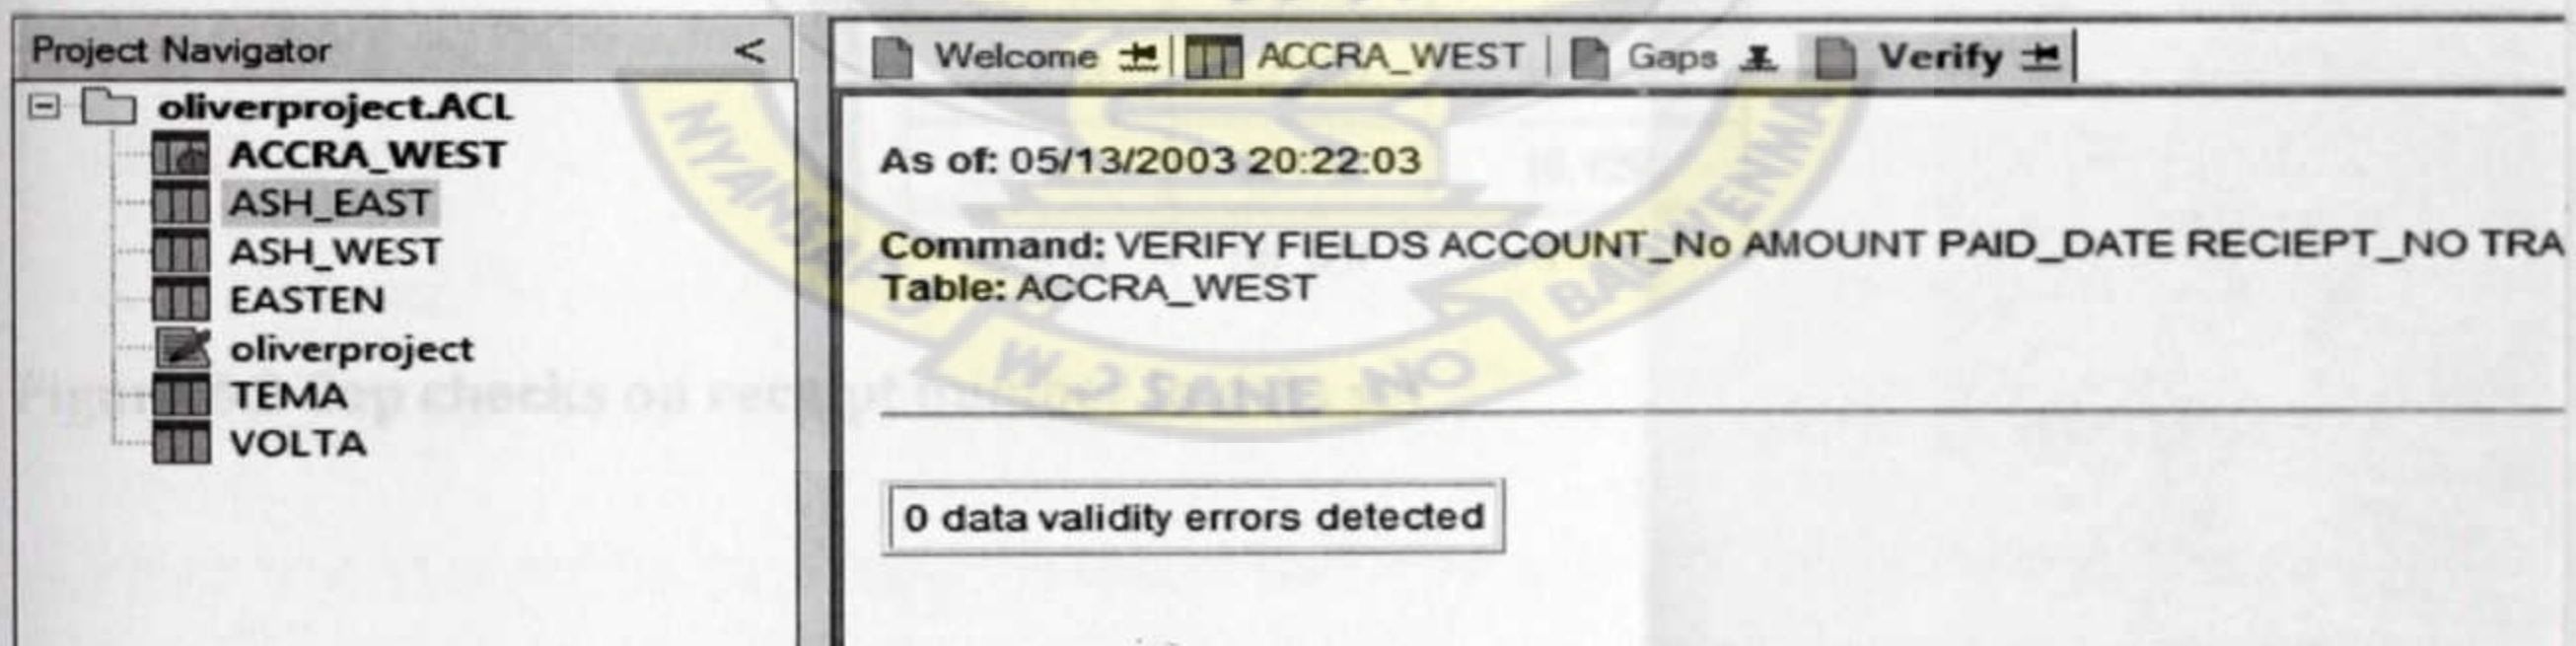 Project Navigator <
oliverproject.ACL
ACCRA_WEST
ASH_EAST
ASH_WEST
EASTEN
oliverproject
TEMA
VOLTA
Welcome ACCRA_WEST Gaps Verify
As of: 05/13/2003 20:22:03
Command: VERIFY FIELDS ACCOUNT_No AMOUNT PAID_DATE RECIEPT_NO TRA
Table: ACCRA_WEST
0 data validity errors detected
W J SANE NO